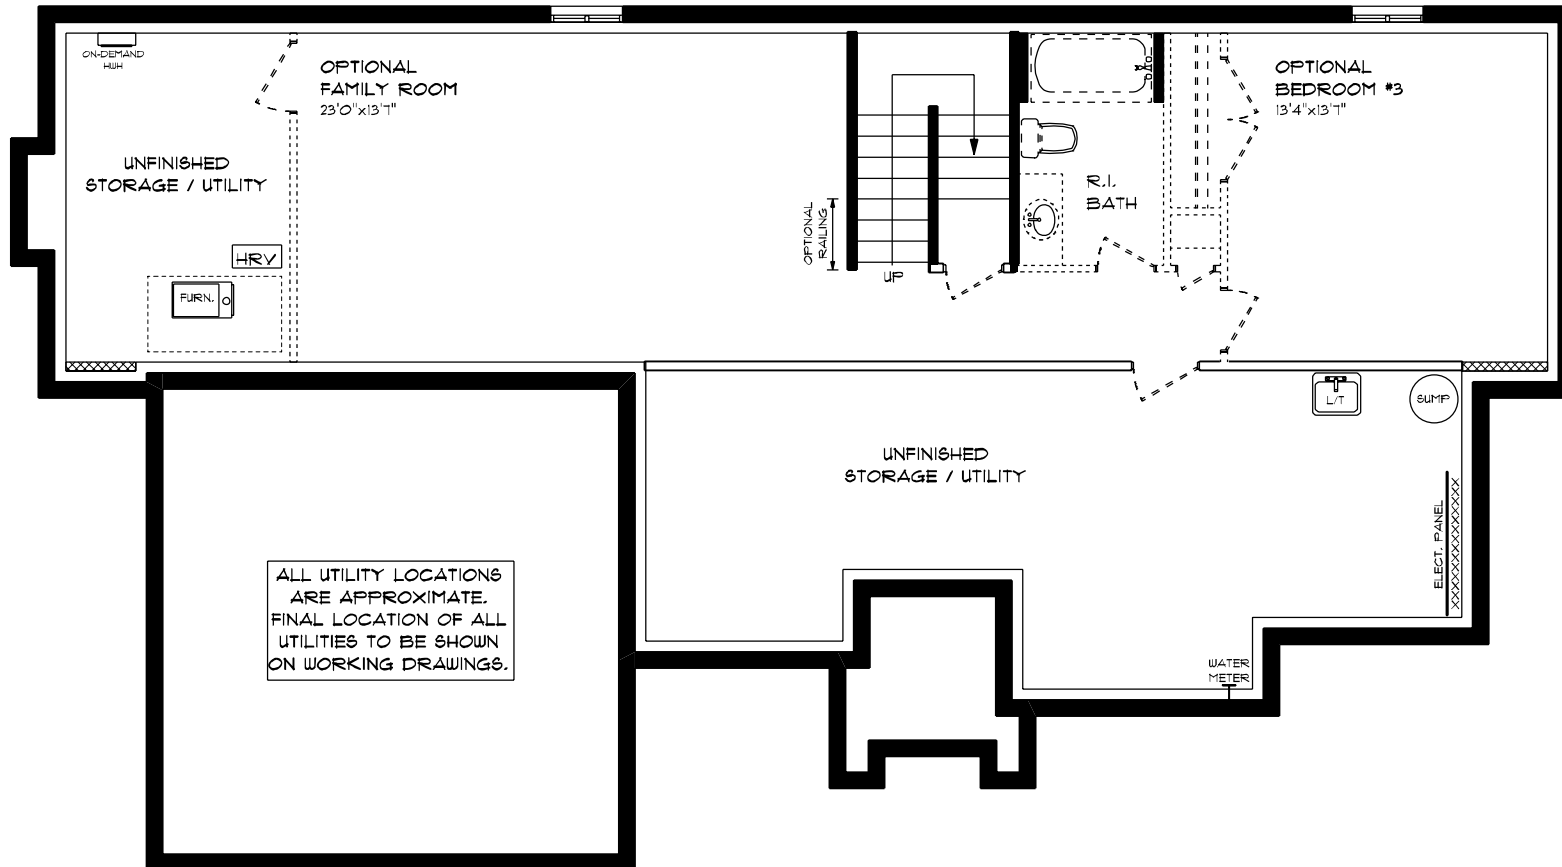 ON-DEMAND
HWH
OPTIONAL
FAMILY ROOM
23'0"x13'7"
UNFINISHED
STORAGE / UTILITY
HRV
FURN.
OPTIONAL
RAILING
UP
R.I.
BATH
OPTIONAL
BEDROOM #3
13'4"x13'7"
UNFINISHED
STORAGE / UTILITY
L/T
SUMP
ELECT. PANEL
WATER
METER
ALL UTILITY LOCATIONS
ARE APPROXIMATE.
FINAL LOCATION OF ALL
UTILITIES TO BE SHOWN
ON WORKING DRAWINGS.